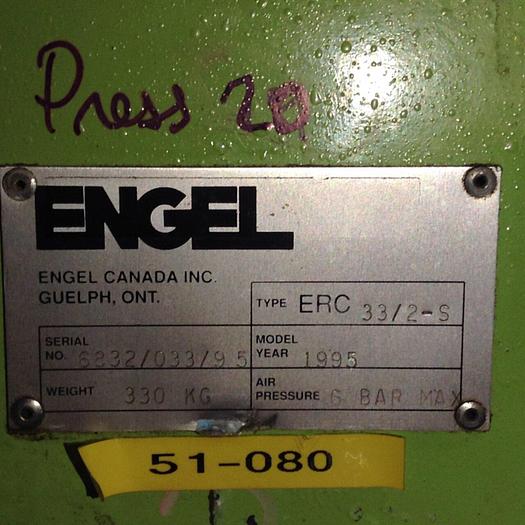 Press 20
ENGEL
ENGEL CANADA INC.
GUELPH, ONT.
TYPE ERC 33/2-S
SERIAL NO. 6232/033/95
MODEL YEAR 1995
WEIGHT 330 KG
AIR PRESSURE 6 BAR MAX
51-080